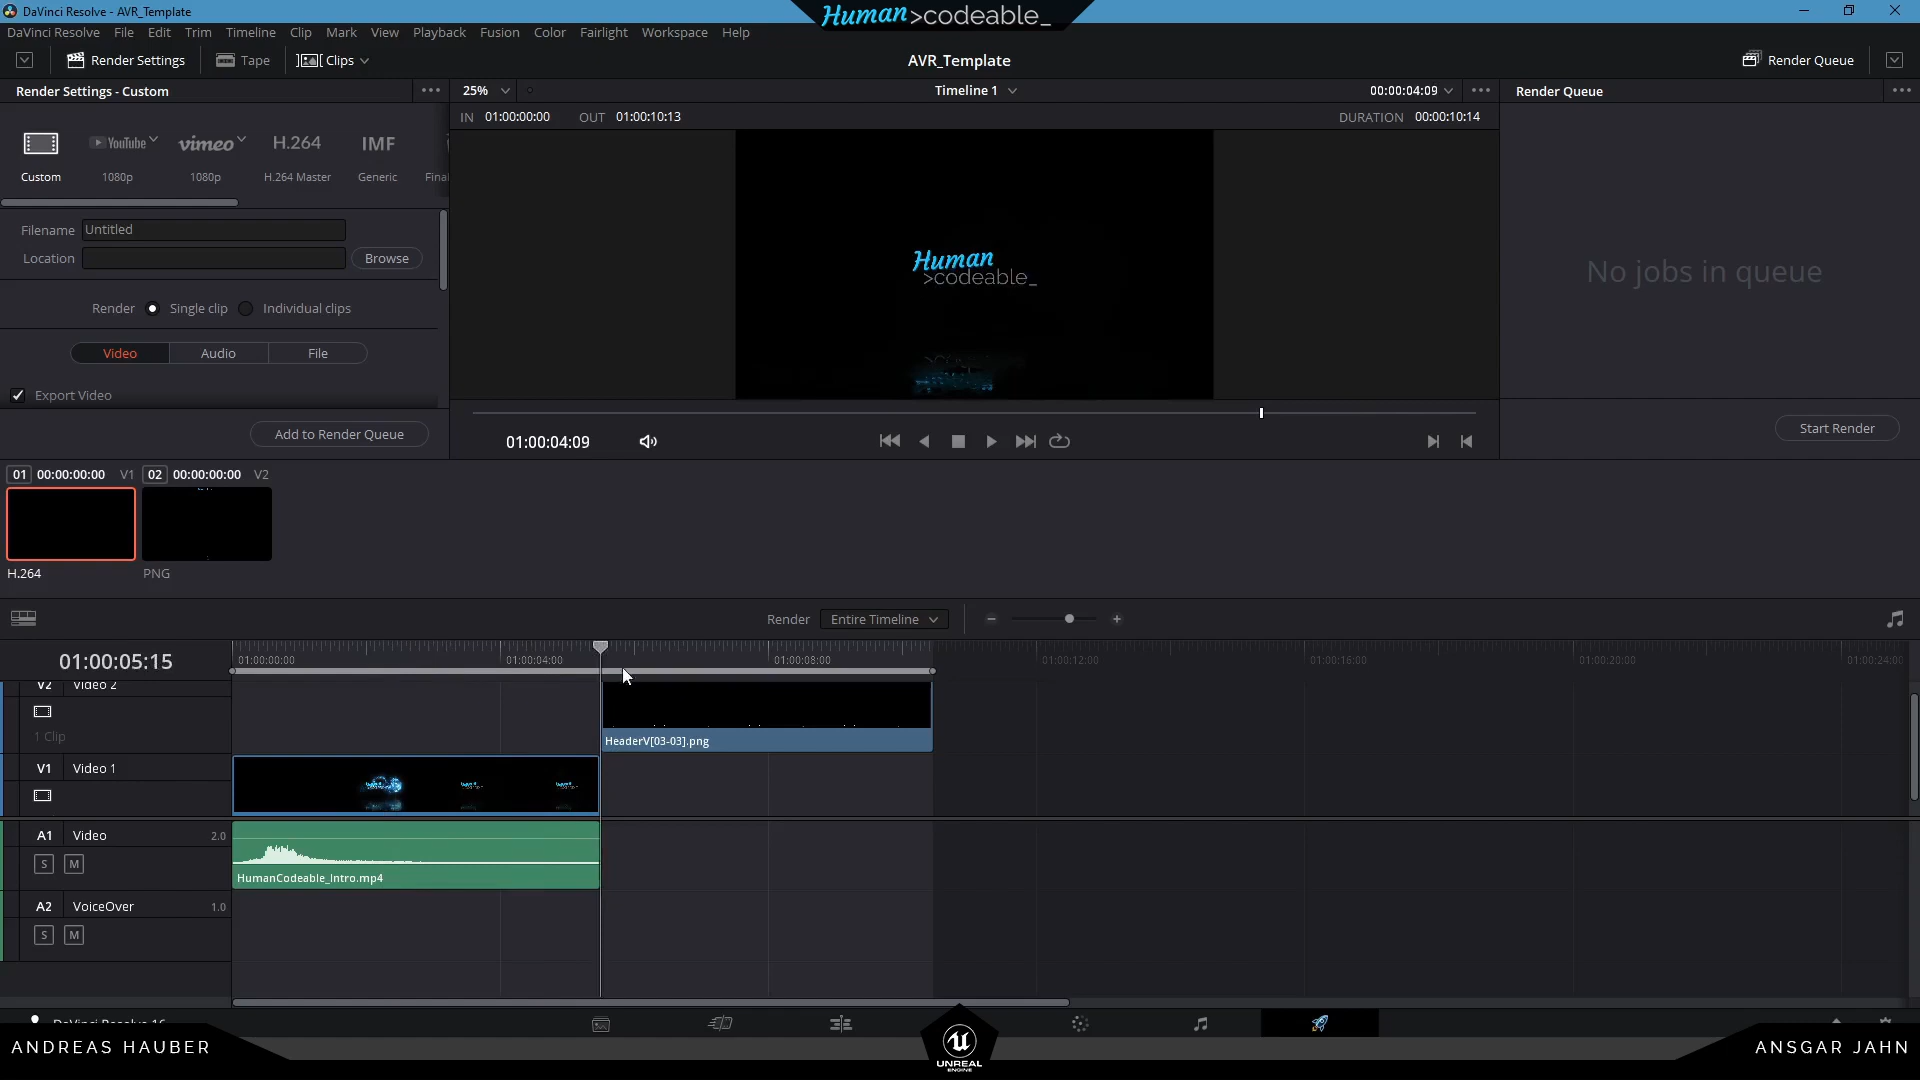 DaVinci Resolve - AVR_Template
Human>codeable_
DaVinci Resolve File Edit Trim Timeline Clip Mark View Playback Fusion Color Fairlight Workspace Help
Render Settings Tape Clips AVR_Template Render Queue
Render Settings - Custom 25% Timeline 1 00:00:04:09 Render Queue
IN 01:00:00:00 OUT 01:00:10:13 DURATION 00:00:10:14
YouTube vimeo H.264 IMF
Custom 1080p 1080p H.264 Master Generic Final
Filename Untitled
Location Browse
Human
>codeable_
No jobs in queue
Render Single clip Individual clips
Video Audio File
Export Video
Add to Render Queue
01:00:04:09
Start Render
01 00:00:00:00 V1 02 00:00:00:00 V2
H.264 PNG
Render Entire Timeline
01:00:05:15
01:00:00:00 01:00:04:00 01:00:08:00 01:00:12:00 01:00:16:00 01:00:20:00 01:00:24:00
V2 Video 2
1 Clip
HeaderV[03-03].png
V1 Video 1
A1 Video 2.0
S M
HumanCodeable_Intro.mp4
A2 VoiceOver 1.0
S M
DaVinci Resolve 16
ANDREAS HAUBER
UNREAL
ENGINE
ANSGAR JAHN